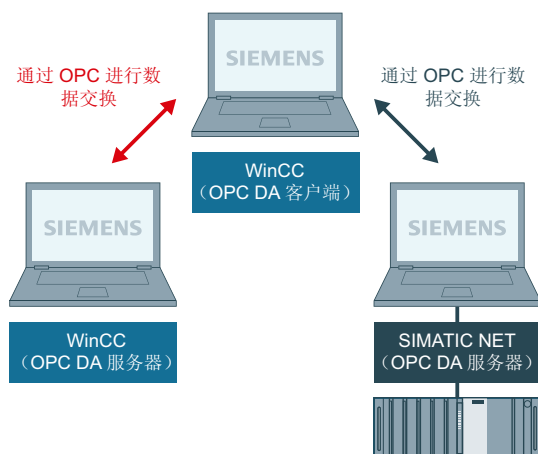 SIEMENS
通过 OPC 进行数
据交换
通过 OPC 进行数
据交换
WinCC
（OPC DA 客户端）
SIEMENS
SIEMENS
WinCC
（OPC DA 服务器）
SIMATIC NET
（OPC DA 服务器）